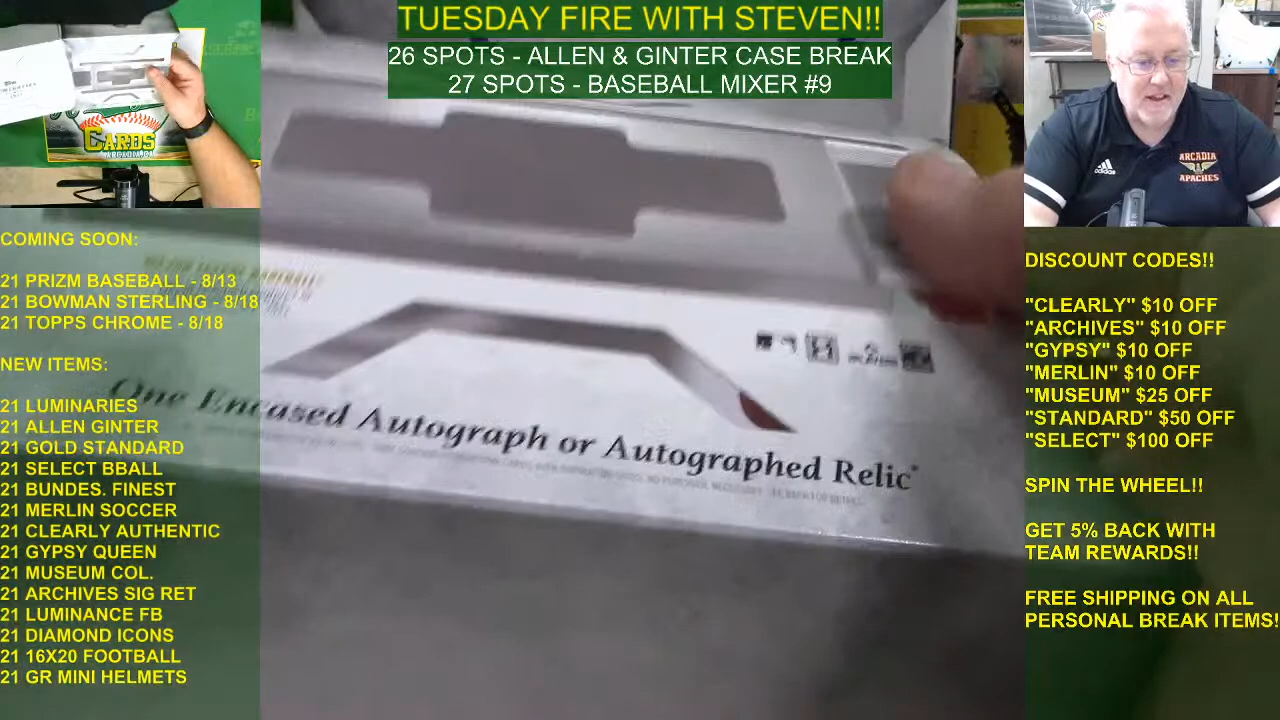 TUESDAY FIRE WITH STEVEN!!
26 SPOTS - ALLEN & GINTER CASE BREAK
27 SPOTS - BASEBALL MIXER #9
CARDS
ARCADIA
APACHES
adidas
COMING SOON:
21 PRIZM BASEBALL - 8/13
21 BOWMAN STERLING - 8/18
21 TOPPS CHROME - 8/18
NEW ITEMS:
21 LUMINARIES
21 ALLEN GINTER
21 GOLD STANDARD
21 SELECT BBALL
21 BUNDES. FINEST
21 MERLIN SOCCER
21 CLEARLY AUTHENTIC
21 GYPSY QUEEN
21 MUSEUM COL.
21 ARCHIVES SIG RET
21 LUMINANCE FB
21 DIAMOND ICONS
21 16X20 FOOTBALL
21 GR MINI HELMETS
One Encased Autograph or Autographed Relic*
DISCOUNT CODES!!
"CLEARLY" $10 OFF
"ARCHIVES" $10 OFF
"GYPSY" $10 OFF
"MERLIN" $10 OFF
"MUSEUM" $25 OFF
"STANDARD" $50 OFF
"SELECT" $100 OFF
SPIN THE WHEEL!!
GET 5% BACK WITH
TEAM REWARDS!!
FREE SHIPPING ON ALL
PERSONAL BREAK ITEMS!